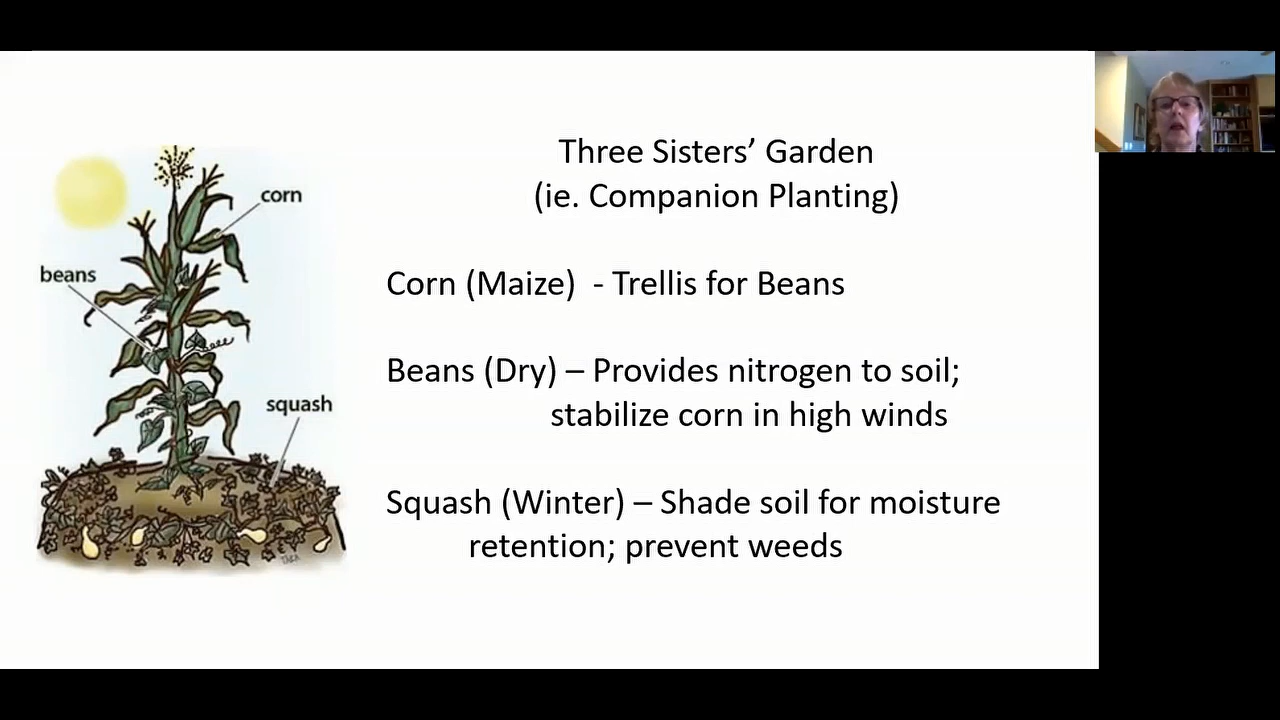 Three Sisters’ Garden
(ie. Companion Planting)
corn
beans
squash
Corn (Maize)  - Trellis for Beans
Beans (Dry) – Provides nitrogen to soil;
stabilize corn in high winds
Squash (Winter) – Shade soil for moisture
retention; prevent weeds